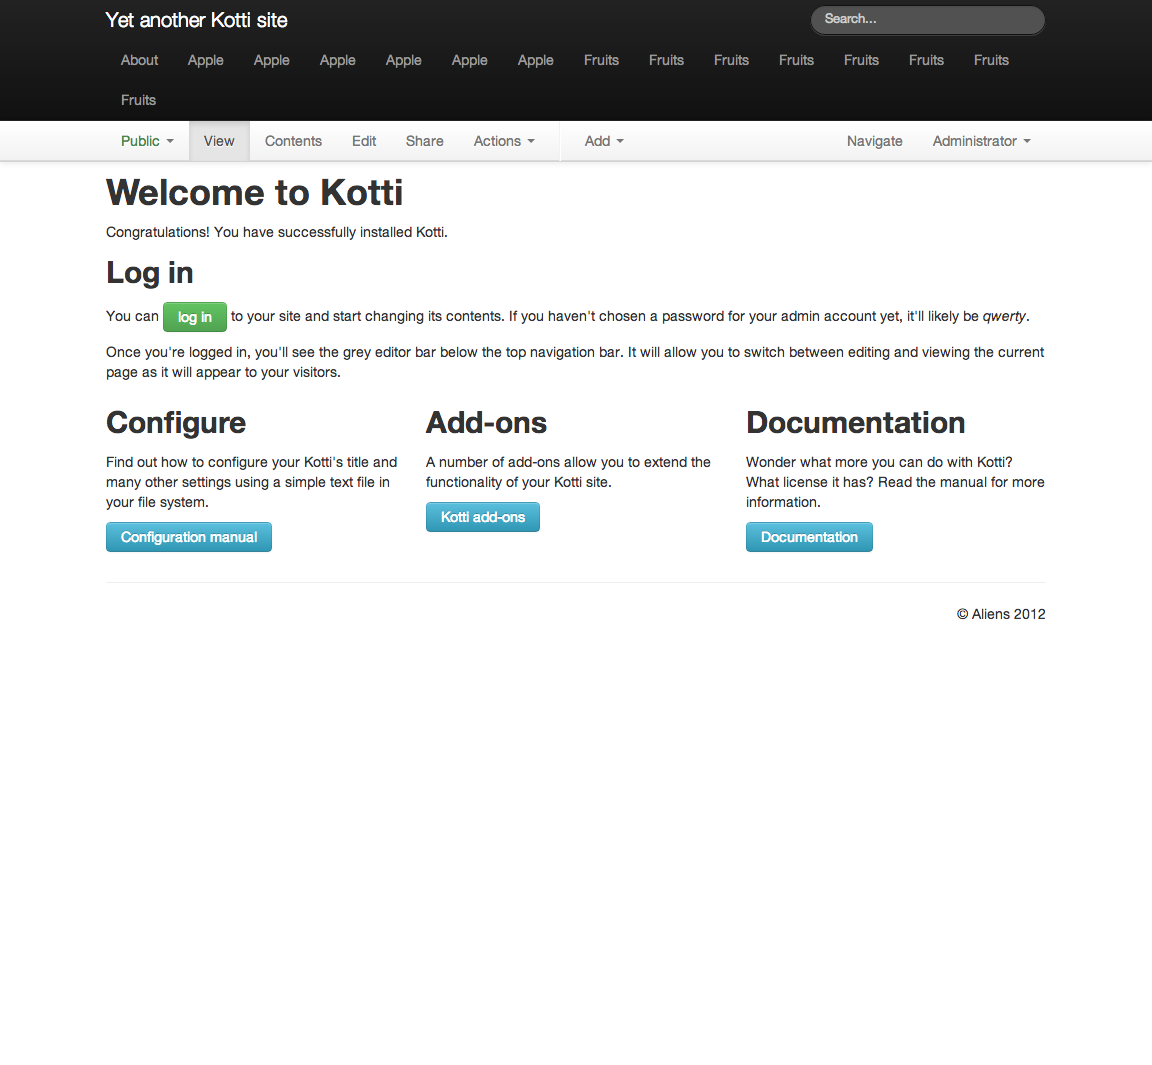 Yet another Kotti site
Search...
About Apple Apple Apple Apple Apple Apple Fruits Fruits Fruits Fruits Fruits Fruits Fruits
Fruits
Public View Contents Edit Share Actions Add Navigate Administrator
Welcome to Kotti
Congratulations! You have successfully installed Kotti.
Log in
You can log in to your site and start changing its contents. If you haven't chosen a password for your admin account yet, it'll likely be qwerty.
Once you're logged in, you'll see the grey editor bar below the top navigation bar. It will allow you to switch between editing and viewing the current
page as it will appear to your visitors.
Configure
Find out how to configure your Kotti's title and
many other settings using a simple text file in
your file system.
Configuration manual
Add-ons
A number of add-ons allow you to extend the
functionality of your Kotti site.
Kotti add-ons
Documentation
Wonder what more you can do with Kotti?
What license it has? Read the manual for more
information.
Documentation
© Aliens 2012